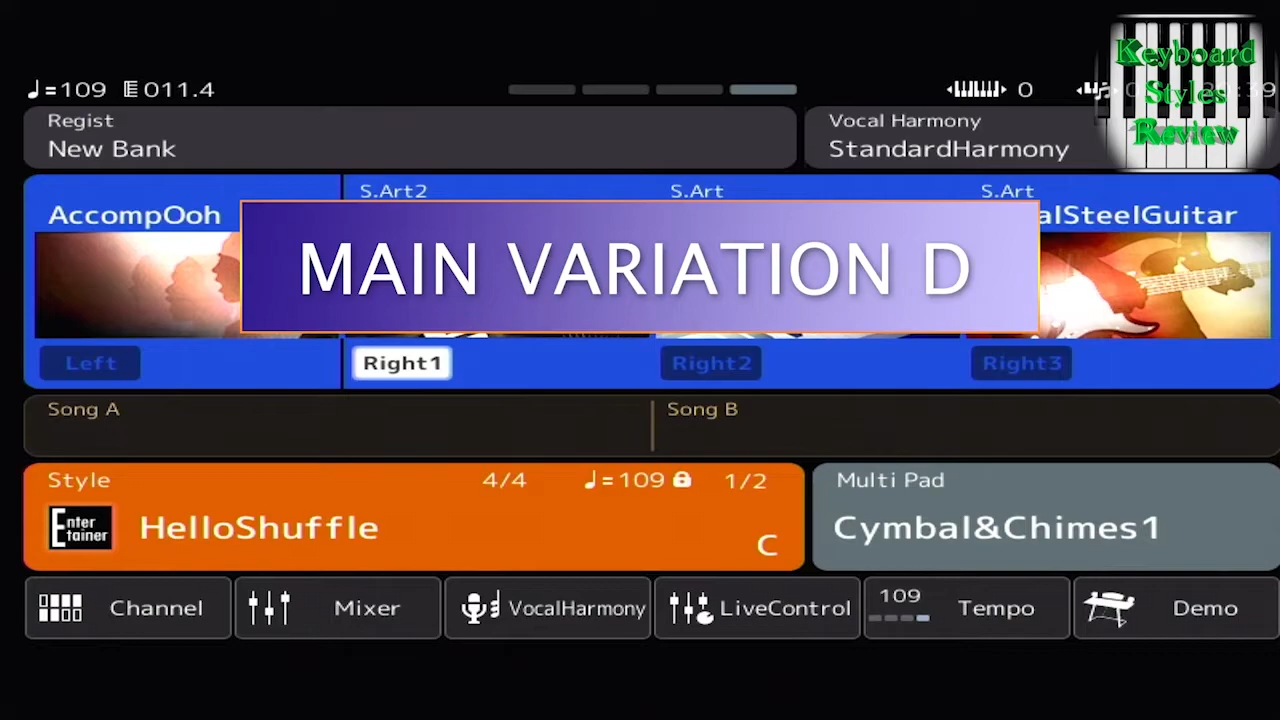 Keyboard
Styles
Review
=109 011.4
0
Regist
New Bank
Vocal Harmony
StandardHarmony
S.Art2
S.Art
S.Art
AccompOoh
alSteelGuitar
MAIN VARIATION D
Left
Right1
Right2
Right3
Song A
Song B
Style
4/4
=109
1/2
Enter
tainer
HelloShuffle
C
Multi Pad
Cymbal&Chimes1
Channel
Mixer
VocalHarmony
LiveControl
109
Tempo
Demo